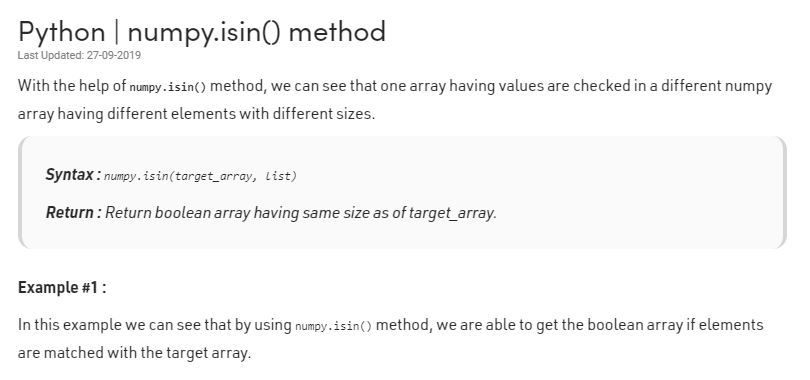 Python | numpy.isin() method
Last Updated: 27-09-2019
With the help of numpy.isin() method, we can see that one array having values are checked in a different numpy
array having different elements with different sizes.
Syntax : numpy.isin(target_array, list)
Return : Return boolean array having same size as of target_array.
Example #1 :
In this example we can see that by using numpy.isin() method, we are able to get the boolean array if elements
are matched with the target array.